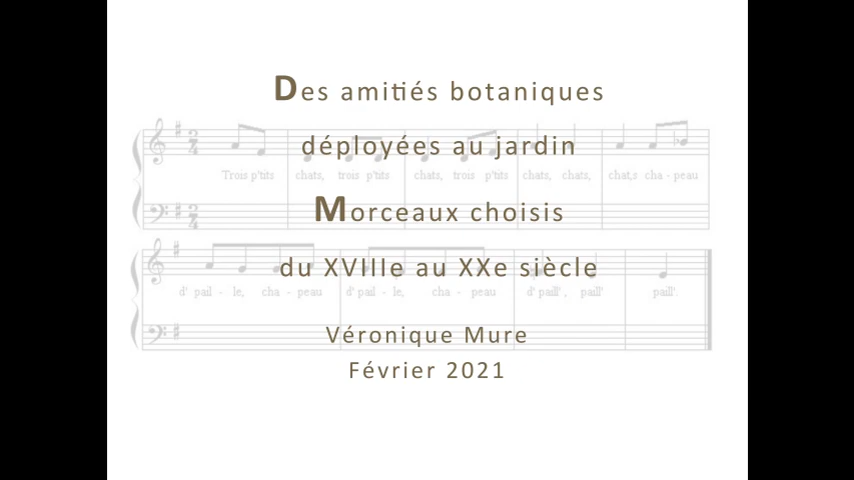 Des amitiés botaniques
déployées au jardin
Trois p'tits chats, trois p'tits chats, trois p'tits chats, chats, chat,s cha - peau
Morceaux choisis
du XVIIIe au XXe siècle
d' pail - le, cha - peau d' pail - le, cha - peau d' paill' , paill' paill'.
Véronique Mure
Février 2021